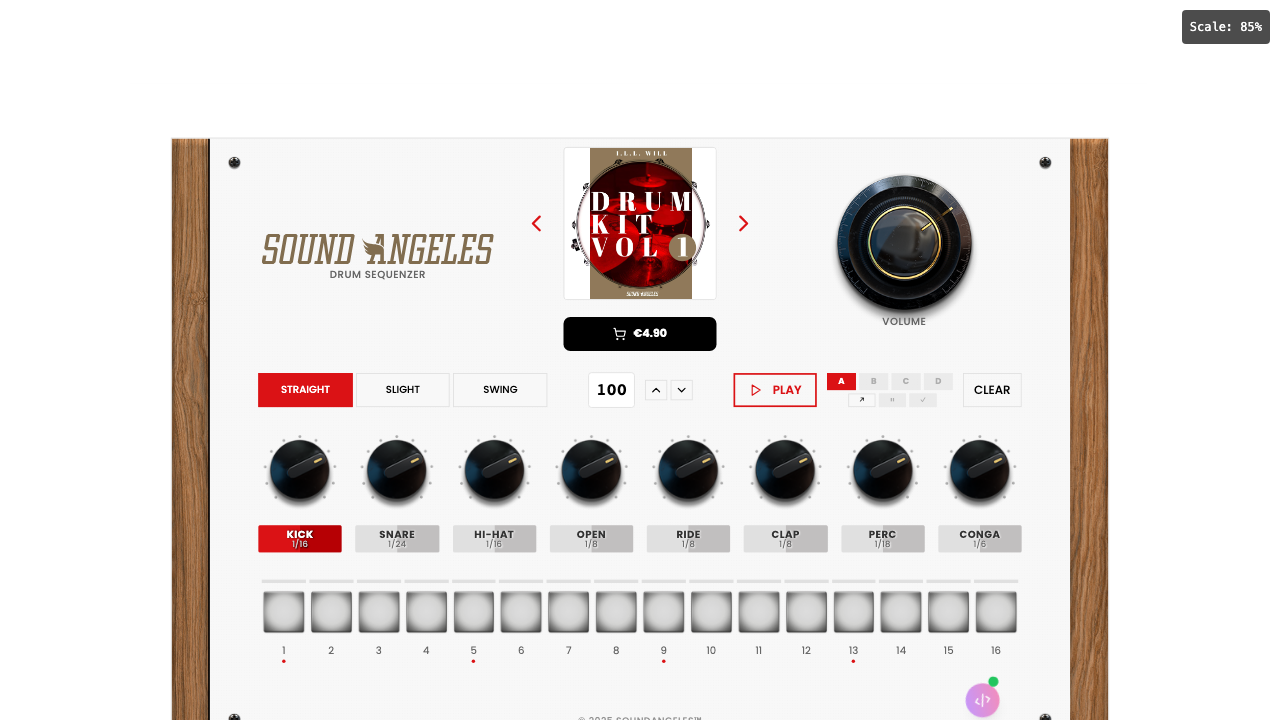 Scale: 85%
I.L.L. WILL
DRUM
KIT
VOL 1
SOUND ANGELES
SOUND ANGELES
DRUM SEQUENZER
€4.90
VOLUME
STRAIGHT
SLIGHT
SWING
100
PLAY
A
B
C
D
CLEAR
KICK
1/16
SNARE
1/24
HI-HAT
1/16
OPEN
1/8
RIDE
1/8
CLAP
1/8
PERC
1/18
CONGA
1/6
1 2 3 4 5 6 7 8 9 10 11 12 13 14 15 16
© 2025 SOUNDANGELES™